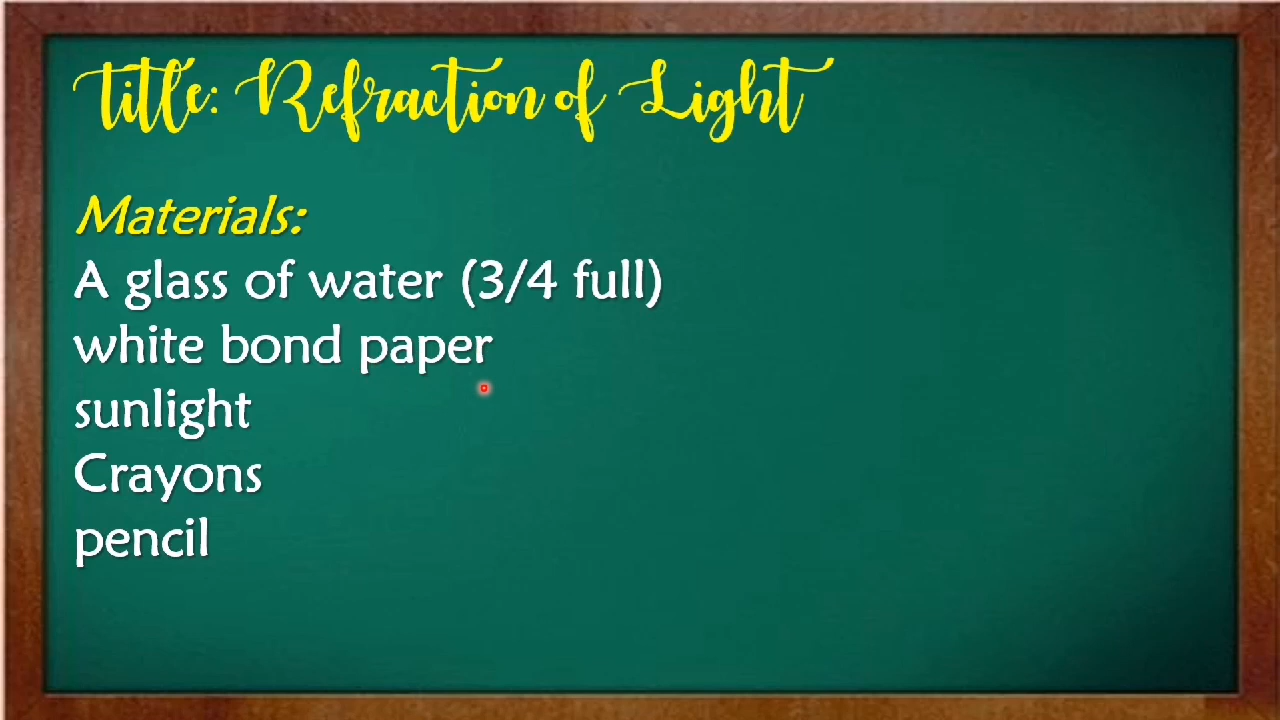 Title: Refraction of Light
Materials:
A glass of water (3/4 full)
white bond paper
sunlight
Crayons
pencil